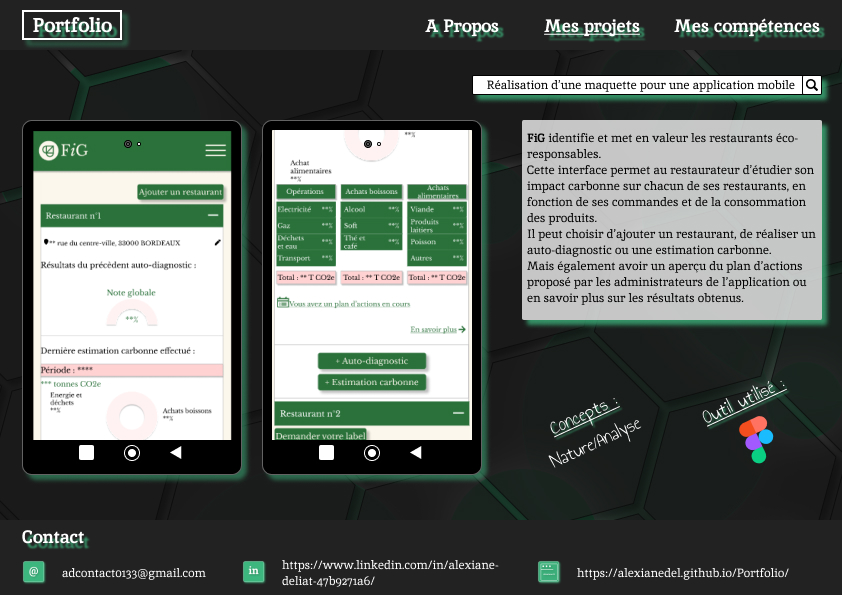 Portfolio
A Propos
Mes projets
Mes compétences
Réalisation d'une maquette pour une application mobile
FiG
Ajouter un restaurant
Restaurant n°1
** rue du centre-ville, 33000 BORDEAUX
Résultats du précédent auto-diagnostic :
Note globale
**%
Dernière estimation carbonne effectué :
Période : ****
*** tonnes CO2e
Energie et
déchets
**%
Achats boissons
**%
**%
Achat
alimentaires
**%
Opérations
Achats boissons
Achats
alimentaires
Electricité **%
Alcool **%
Viande **%
Gaz **%
Soft **%
Produits
laitiers **%
Déchets
et eau **%
Thé et
café **%
Poisson **%
Transport **%
Autres **%
Total : ** T CO2e
Total : ** T CO2e
Total : ** T CO2e
Vous avez un plan d'actions en cours
En savoir plus
+ Auto-diagnostic
+ Estimation carbonne
Restaurant n°2
Demander votre label
FiG identifie et met en valeur les restaurants éco-
responsables.
Cette interface permet au restaurateur d'étudier son
impact carbonne sur chacun de ses restaurants, en
fonction de ses commandes et de la consommation
des produits.
Il peut choisir d'ajouter un restaurant, de réaliser un
auto-diagnostic ou une estimation carbonne.
Mais également avoir un aperçu du plan d'actions
proposé par les administrateurs de l'application ou
en savoir plus sur les résultats obtenus.
Concepts :
Nature/Analyse
Outil utilisé :
Contact
@
adcontact0133@gmail.com
in
https://www.linkedin.com/in/alexiane-
deliat-47b9271a6/
https://alexianedel.github.io/Portfolio/